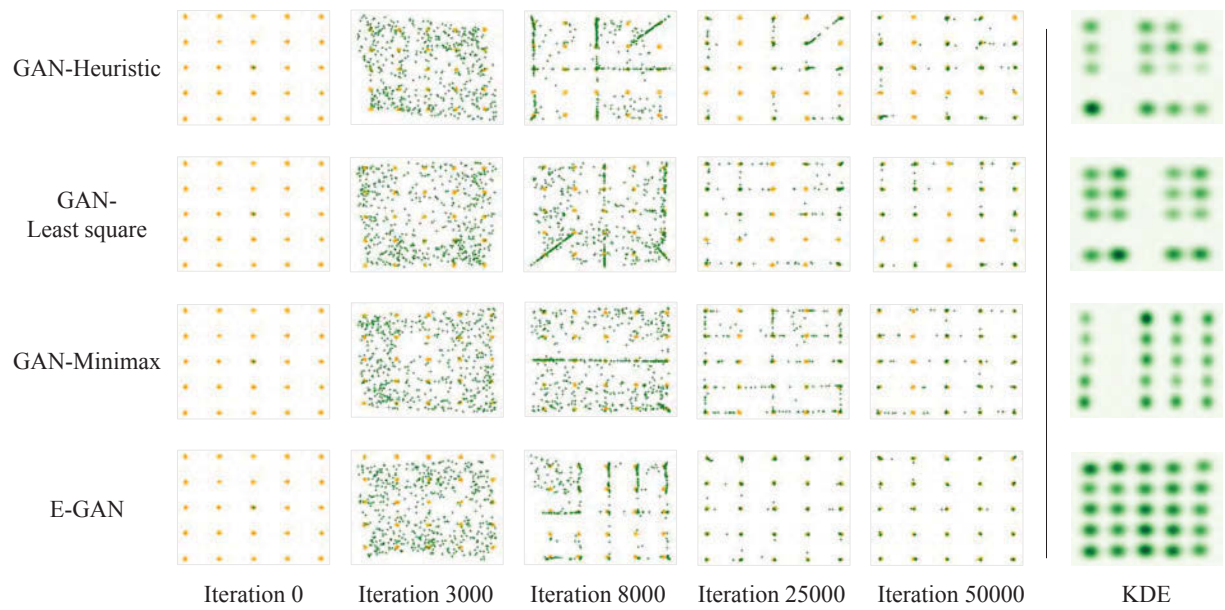 GAN-Heuristic
GAN-
Least square
GAN-Minimax
E-GAN
Iteration 0 Iteration 3000 Iteration 8000 Iteration 25000 Iteration 50000 KDE